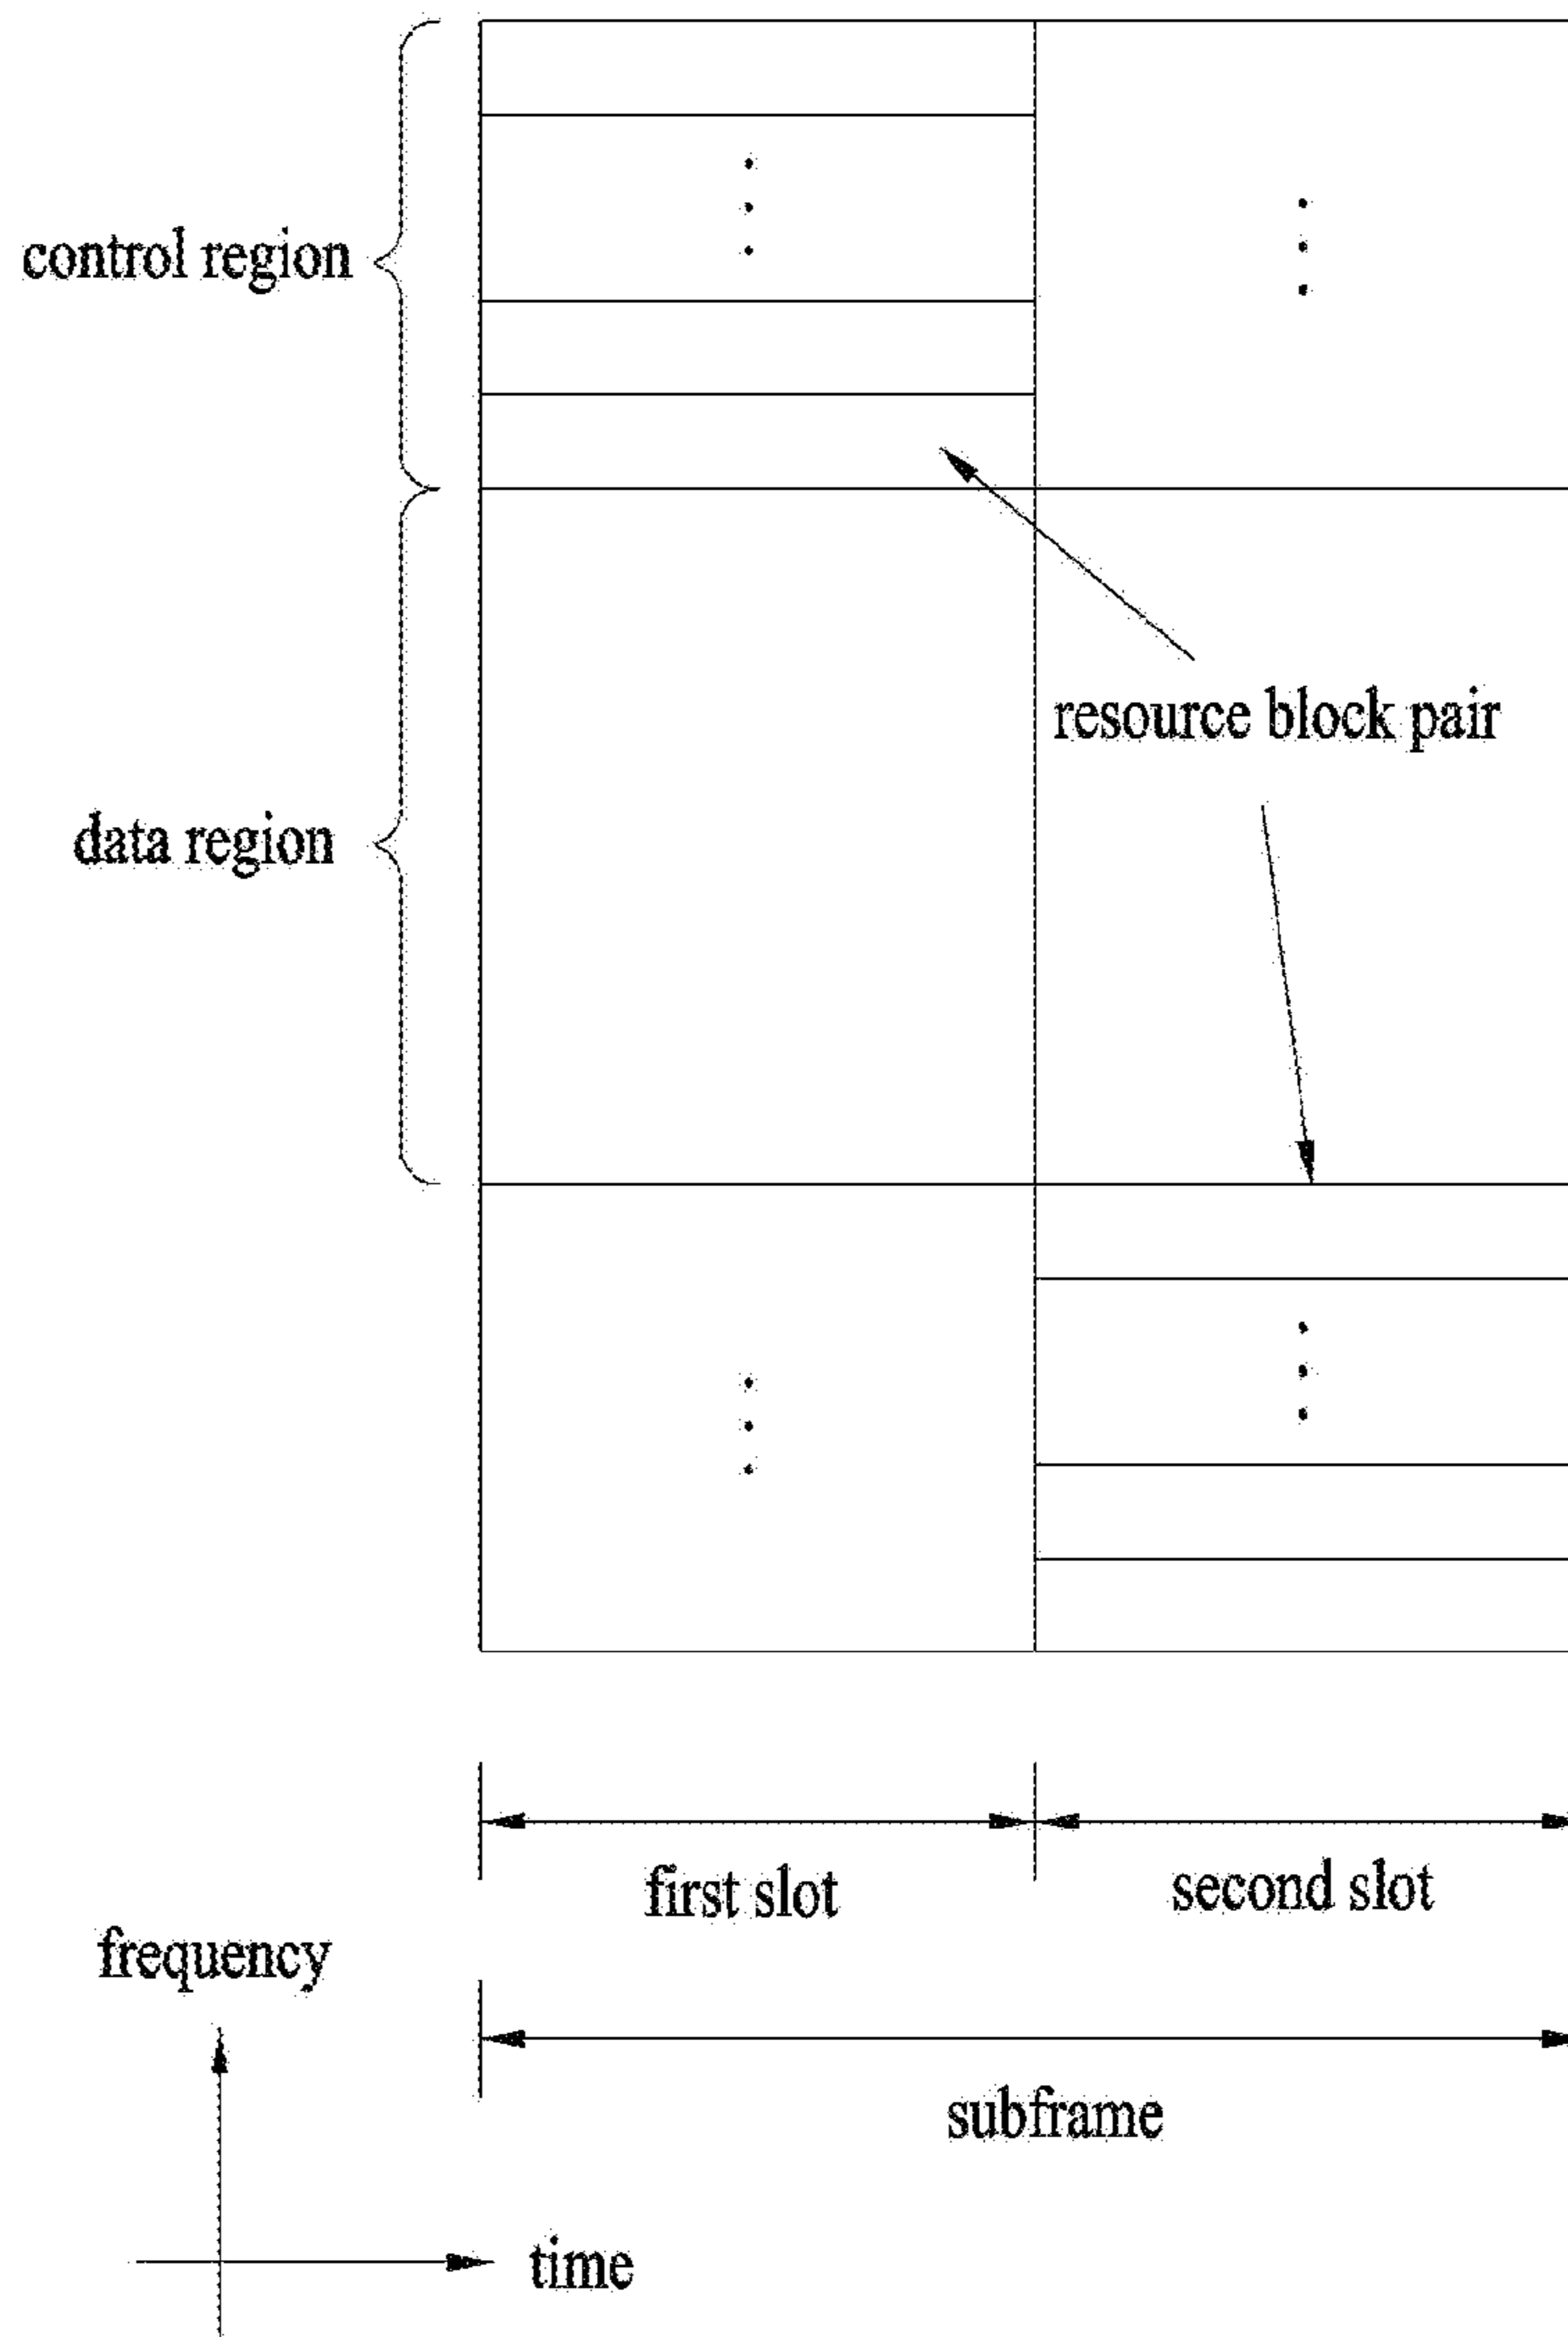 control region
resource block pair
data region
first slot
second slot
frequency
subframe
time